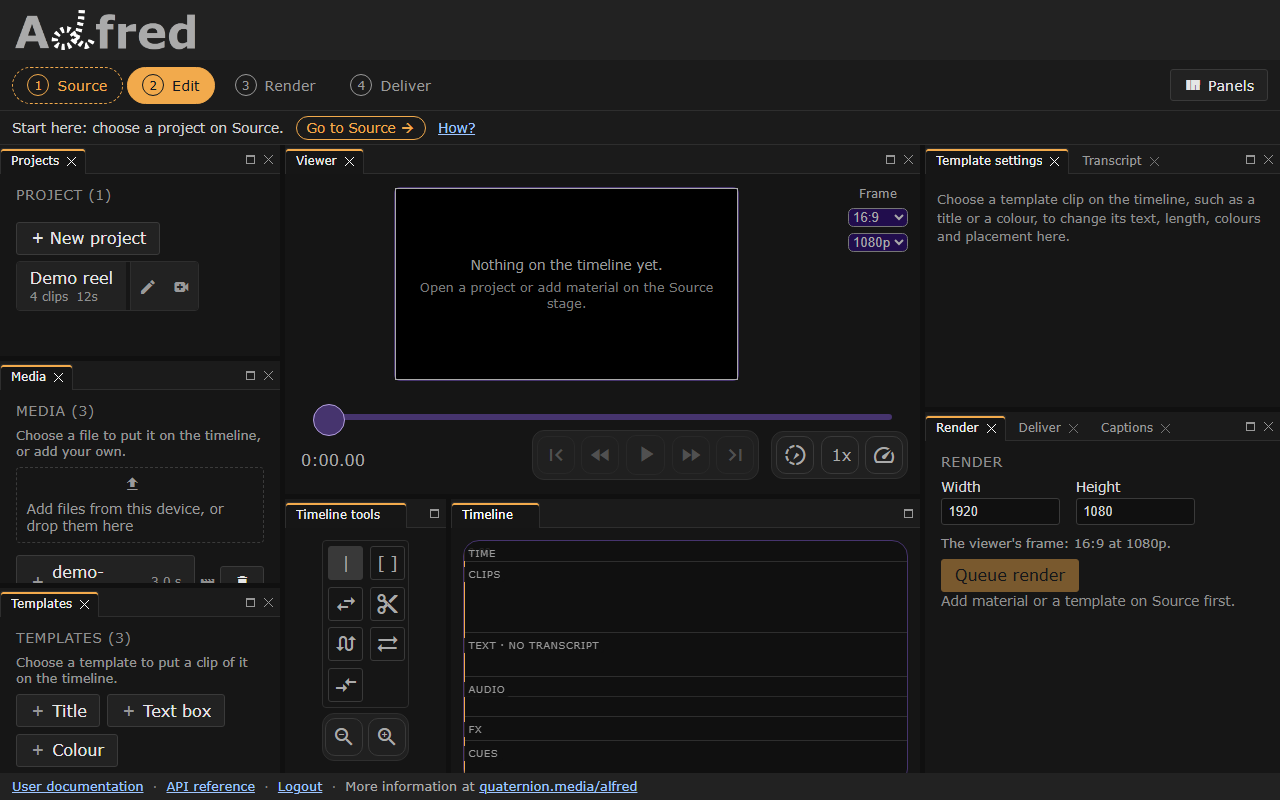 Adfred
1 Source
2 Edit
3 Render
4 Deliver
Panels
Start here: choose a project on Source.
Go to Source →
How?
Projects
PROJECT (1)
+ New project
Demo reel
4 clips 12s
Media
MEDIA (3)
Choose a file to put it on the timeline,
or add your own.
Add files from this device, or
drop them here
+ demo-
3.0 s
Templates
TEMPLATES (3)
Choose a template to put a clip of it
on the timeline.
+ Title
+ Text box
+ Colour
Viewer
Nothing on the timeline yet.
Open a project or add material on the Source
stage.
Frame
16:9
1080p
0:00.00
1x
Timeline tools
| [ ]
Timeline
TIME
CLIPS
TEXT · NO TRANSCRIPT
AUDIO
FX
CUES
Template settings
Transcript
Choose a template clip on the timeline, such as a
title or a colour, to change its text, length, colours
and placement here.
Render
Deliver
Captions
RENDER
Width
Height
1920
1080
The viewer's frame: 16:9 at 1080p.
Queue render
Add material or a template on Source first.
User documentation · API reference · Logout · More information at quaternion.media/alfred